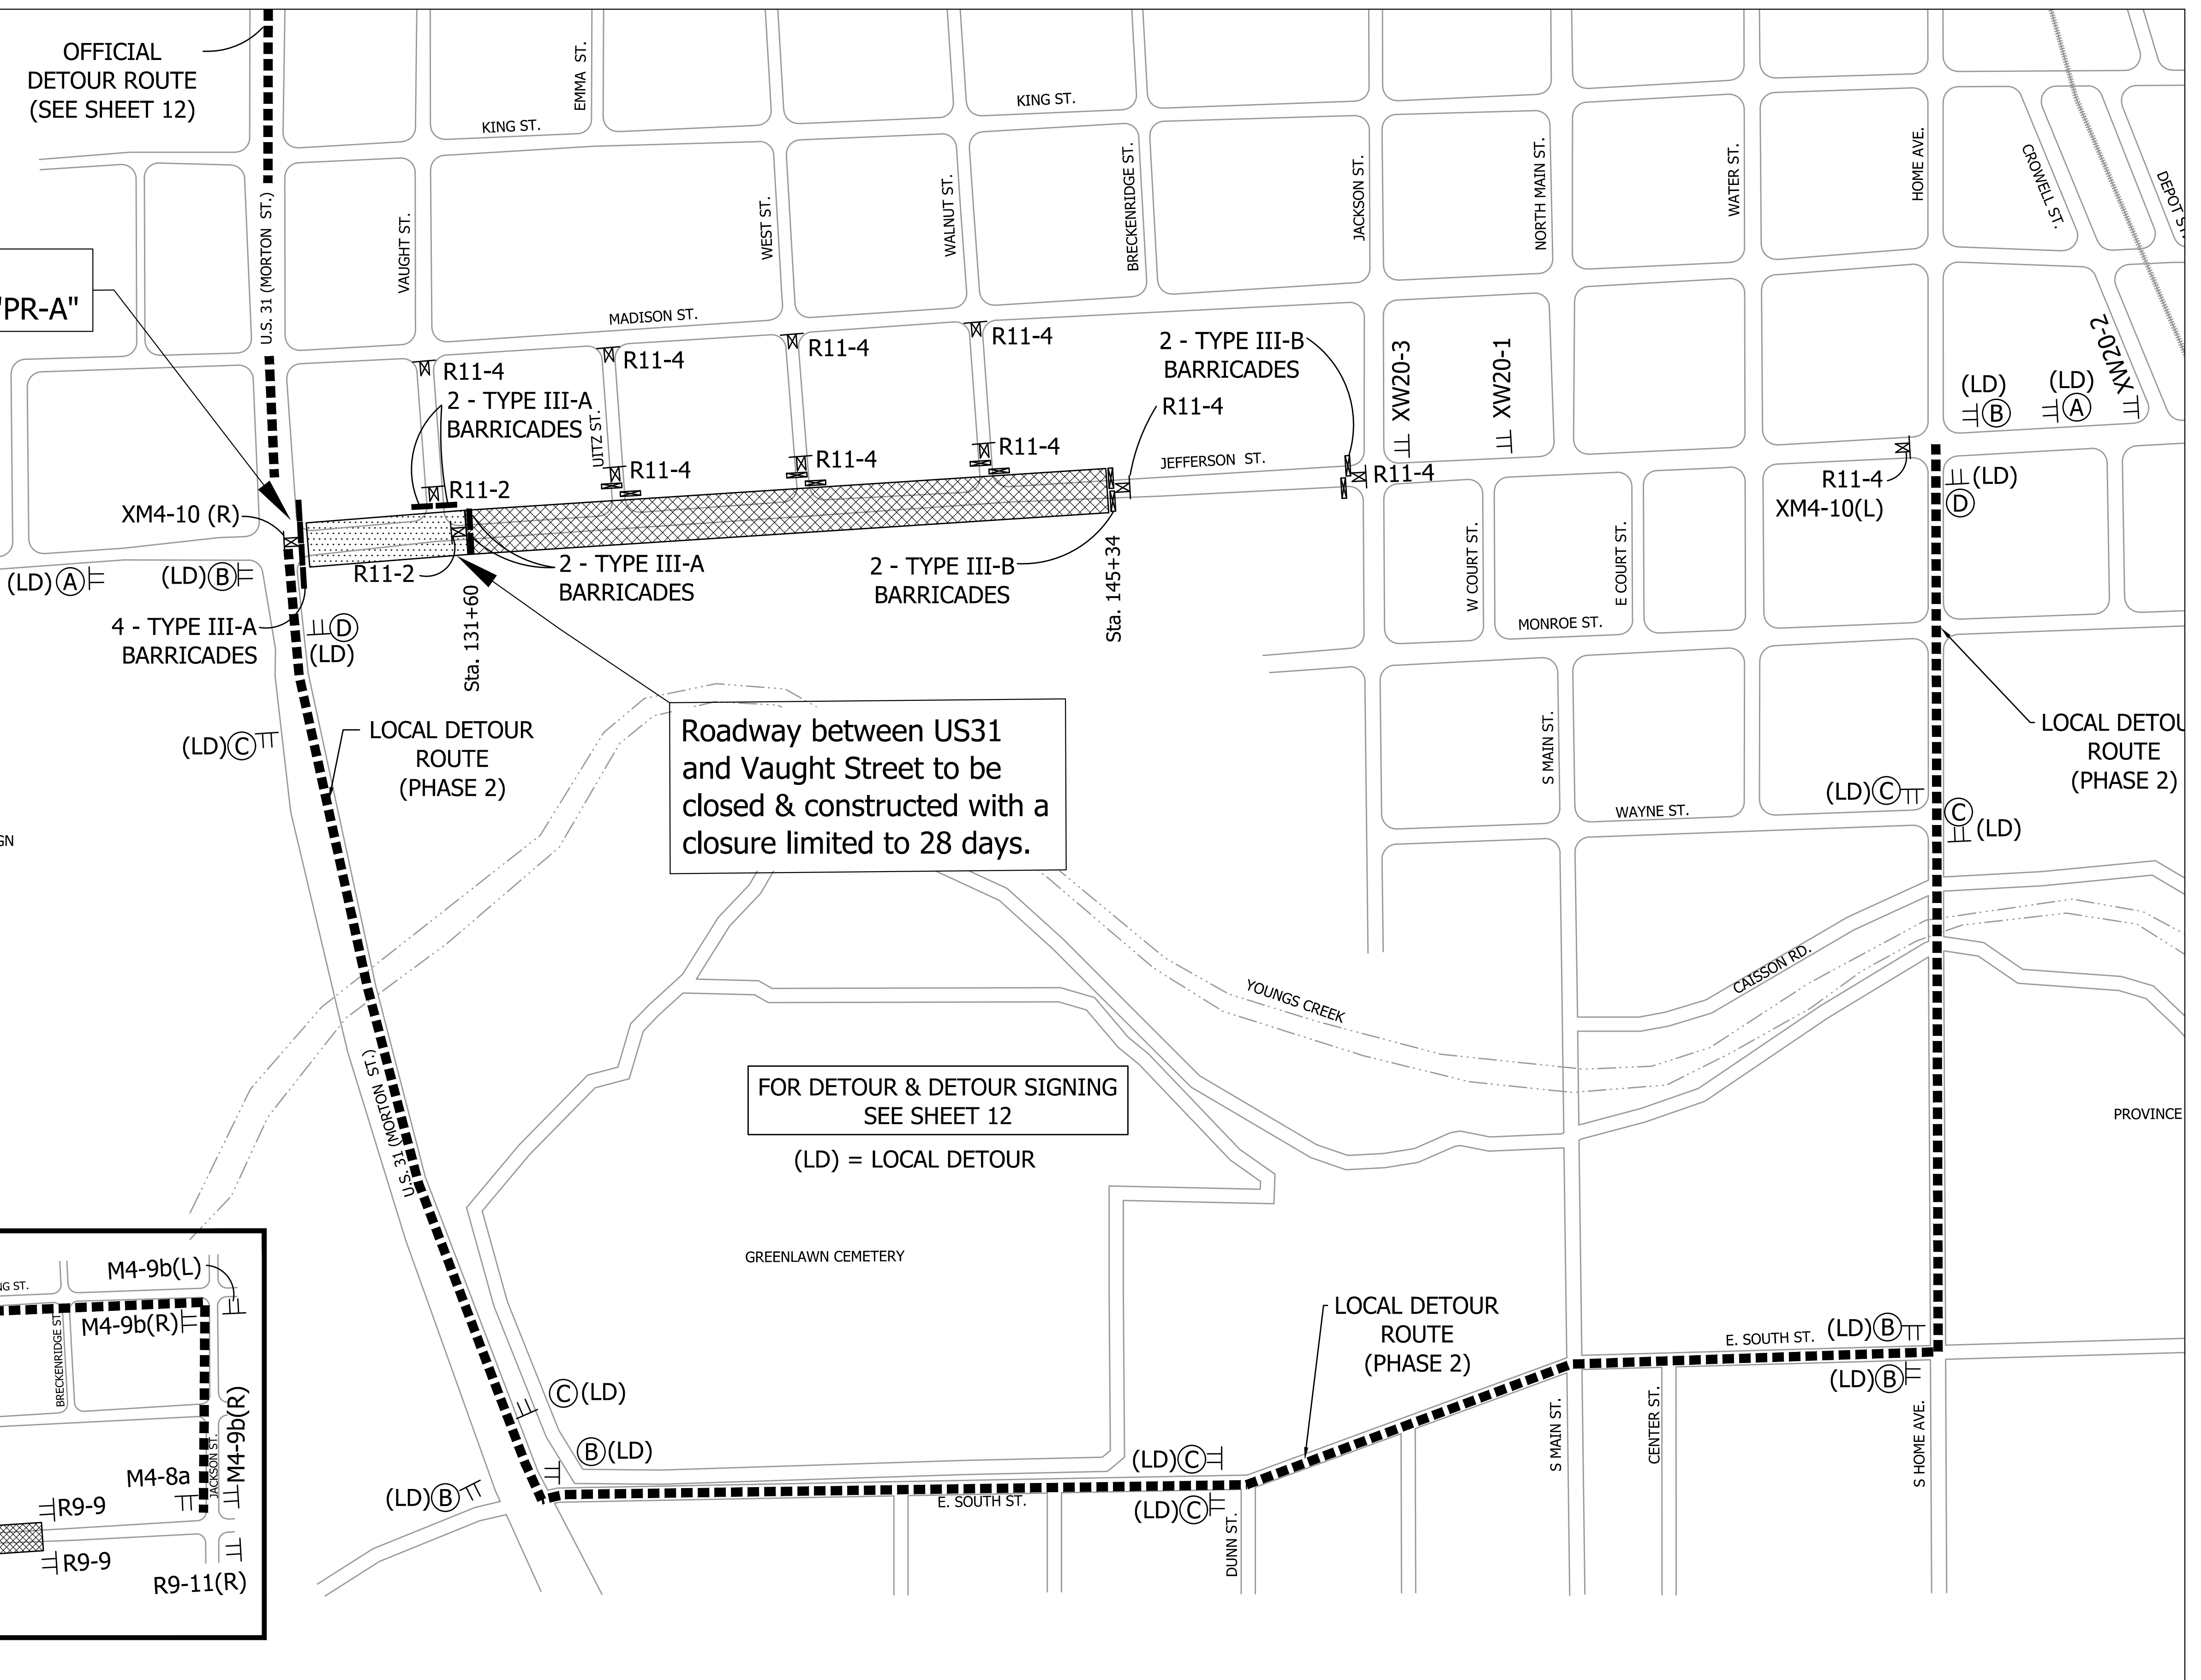 OFFICIAL
DETOUR ROUTE
(SEE SHEET 12)
U.S. 31 (MORTON ST.)
EMMA ST.
KING ST.
KING ST.
VAUGHT ST.
WEST ST.
WALNUT ST.
BRECKENRIDGE ST.
JACKSON ST.
NORTH MAIN ST.
WATER ST.
HOME AVE.
CROWELL ST.
DEPOT ST.
"PR-A"
MADISON ST.
R11-4
R11-4
R11-4
R11-4
2 - TYPE III-A
BARRICADES
UITZ ST.
2 - TYPE III-B
BARRICADES
R11-4
XW20-3
XW20-1
XW20-2
(LD)
B
(LD)
A
R11-4
R11-4
R11-4
JEFFERSON ST.
R11-4
R11-4
XM4-10(L)
(LD)
D
R11-2
XM4-10 (R)
R11-2
(LD) A
(LD) B
2 - TYPE III-A
BARRICADES
2 - TYPE III-B
BARRICADES
4 - TYPE III-A
BARRICADES
D
(LD)
Sta. 131+60
Sta. 145+34
W COURT ST.
E COURT ST.
MONROE ST.
(LD) C
LOCAL DETOUR
ROUTE
(PHASE 2)
Roadway between US31
and Vaught Street to be
closed & constructed with a
closure limited to 28 days.
S MAIN ST.
WAYNE ST.
(LD) C
C
(LD)
LOCAL DETOU
ROUTE
(PHASE 2)
GN
YOUNGS CREEK
CAISSON RD.
U.S. 31 (MORTON ST.)
FOR DETOUR & DETOUR SIGNING
SEE SHEET 12
(LD) = LOCAL DETOUR
PROVINCE
GREENLAWN CEMETERY
LOCAL DETOUR
ROUTE
(PHASE 2)
E. SOUTH ST.
(LD) B
(LD) B
C (LD)
B (LD)
(LD) B
(LD) C
(LD) C
E. SOUTH ST.
DUNN ST.
S MAIN ST.
CENTER ST.
S HOME AVE.
NG ST.
M4-9b(L)
M4-9b(R)
BRECKENRIDGE ST
M4-9b(R)
M4-8a
JACKSON ST.
R9-9
R9-9
R9-11(R)